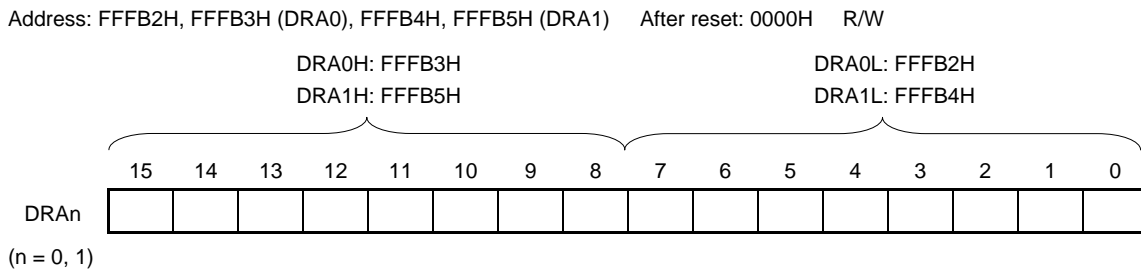 Address: FFFB2H, FFFB3H (DRA0), FFFB4H, FFFB5H (DRA1) After reset: 0000H R/W
DRA0H: FFFB3H DRA0L: FFFB2H
DRA1H: FFFB5H DRA1L: FFFB4H
15 14 13 12 11 10 9 8 7 6 5 4 3 2 1 0
DRAn
(n = 0, 1)